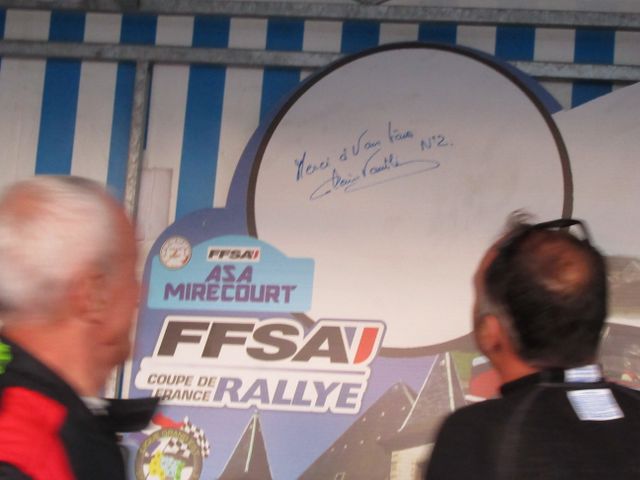 Merci à Vous tous N°2.
FFSA
ASA
MIRECOURT
FFSA
COUPE DE
FRANCE
RALLYE